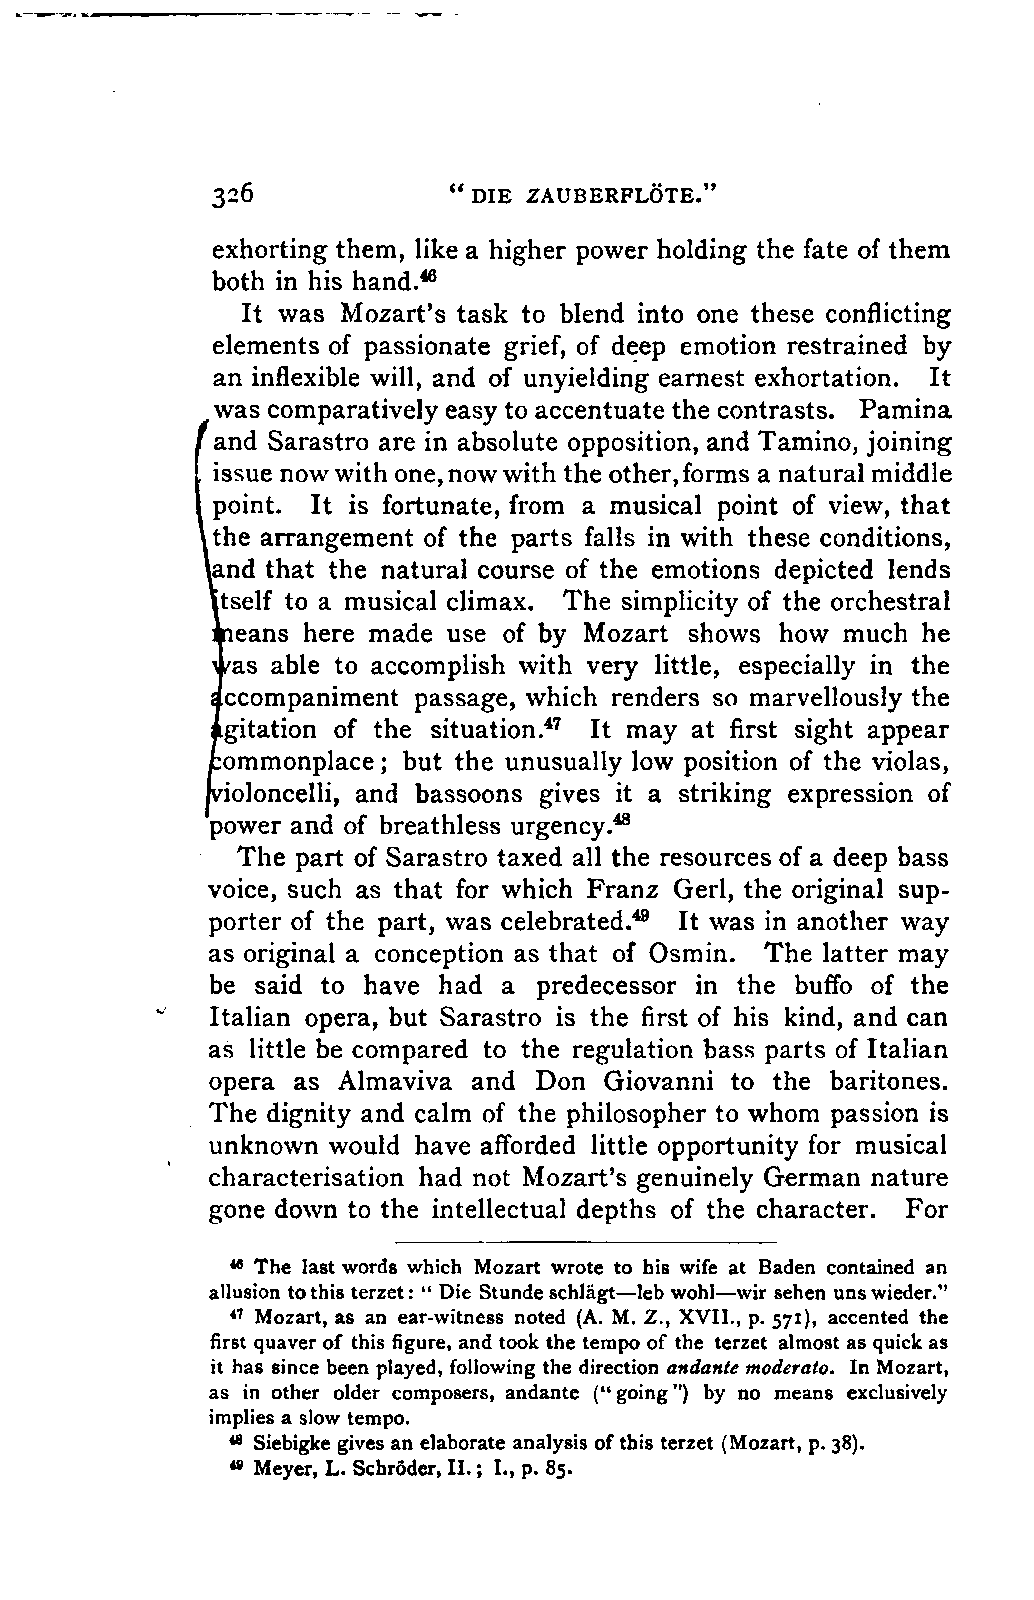 326 " DIE ZAUBERFLÖTE."
exhorting them, like a higher power holding the fate of them
both in his hand.⁴⁶
It was Mozart's task to blend into one these conflicting
elements of passionate grief, of deep emotion restrained by
an inflexible will, and of unyielding earnest exhortation. It
was comparatively easy to accentuate the contrasts. Pamina
and Sarastro are in absolute opposition, and Tamino, joining
issue now with one, now with the other, forms a natural middle
point. It is fortunate, from a musical point of view, that
the arrangement of the parts falls in with these conditions,
and that the natural course of the emotions depicted lends
itself to a musical climax. The simplicity of the orchestral
means here made use of by Mozart shows how much he
was able to accomplish with very little, especially in the
accompaniment passage, which renders so marvellously the
agitation of the situation.⁴⁷ It may at first sight appear
commonplace; but the unusually low position of the violas,
violoncelli, and bassoons gives it a striking expression of
power and of breathless urgency.⁴⁸
The part of Sarastro taxed all the resources of a deep bass
voice, such as that for which Franz Gerl, the original sup-
porter of the part, was celebrated.⁴⁹ It was in another way
as original a conception as that of Osmin. The latter may
be said to have had a predecessor in the buffo of the
Italian opera, but Sarastro is the first of his kind, and can
as little be compared to the regulation bass parts of Italian
opera as Almaviva and Don Giovanni to the baritones.
The dignity and calm of the philosopher to whom passion is
unknown would have afforded little opportunity for musical
characterisation had not Mozart's genuinely German nature
gone down to the intellectual depths of the character. For
⁴⁶ The last words which Mozart wrote to his wife at Baden contained an
allusion to this terzet: " Die Stunde schlägt—leb wohl—wir sehen uns wieder."
⁴⁷ Mozart, as an ear-witness noted (A. M. Z., XVII., p. 571), accented the
first quaver of this figure, and took the tempo of the terzet almost as quick as
it has since been played, following the direction andante moderato. In Mozart,
as in other older composers, andante ("going") by no means exclusively
implies a slow tempo.
⁴⁸ Siebigke gives an elaborate analysis of this terzet (Mozart, p. 38).
⁴⁹ Meyer, L. Schröder, II.; I., p. 85.